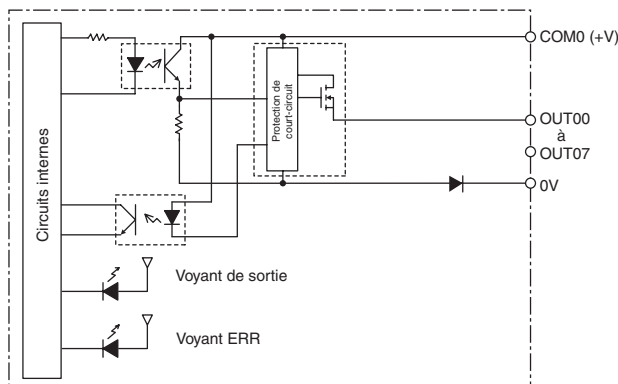 COM0 (+V)
Protection de
court-circuit
OUT00
à
OUT07
0V
Circuits internes
Voyant de sortie
Voyant ERR